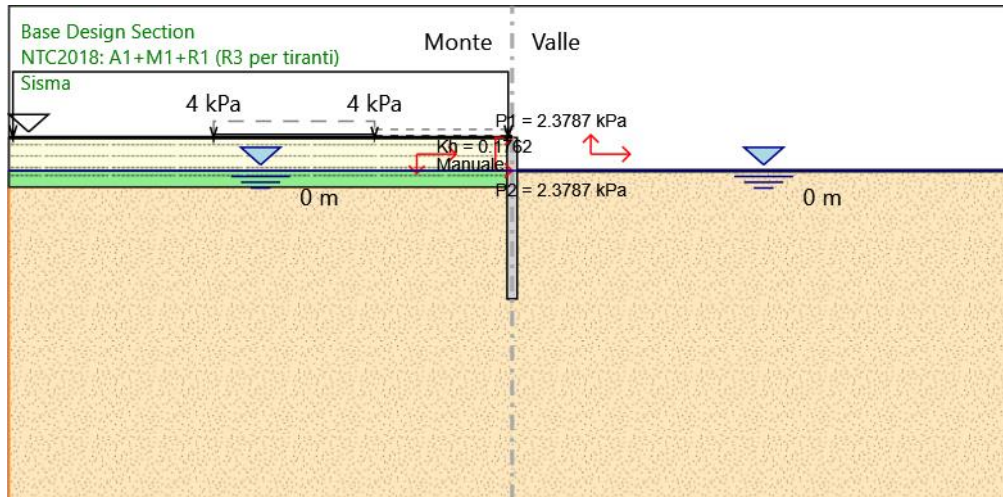 Base Design Section
NTC2018: A1+M1+R1 (R3 per tiranti)
Sisma
Monte
Valle
4 kPa
4 kPa
P1 = 2.3787 kPa
Kh = 0.1762
Manuale
P2 = 2.3787 kPa
0 m
0 m